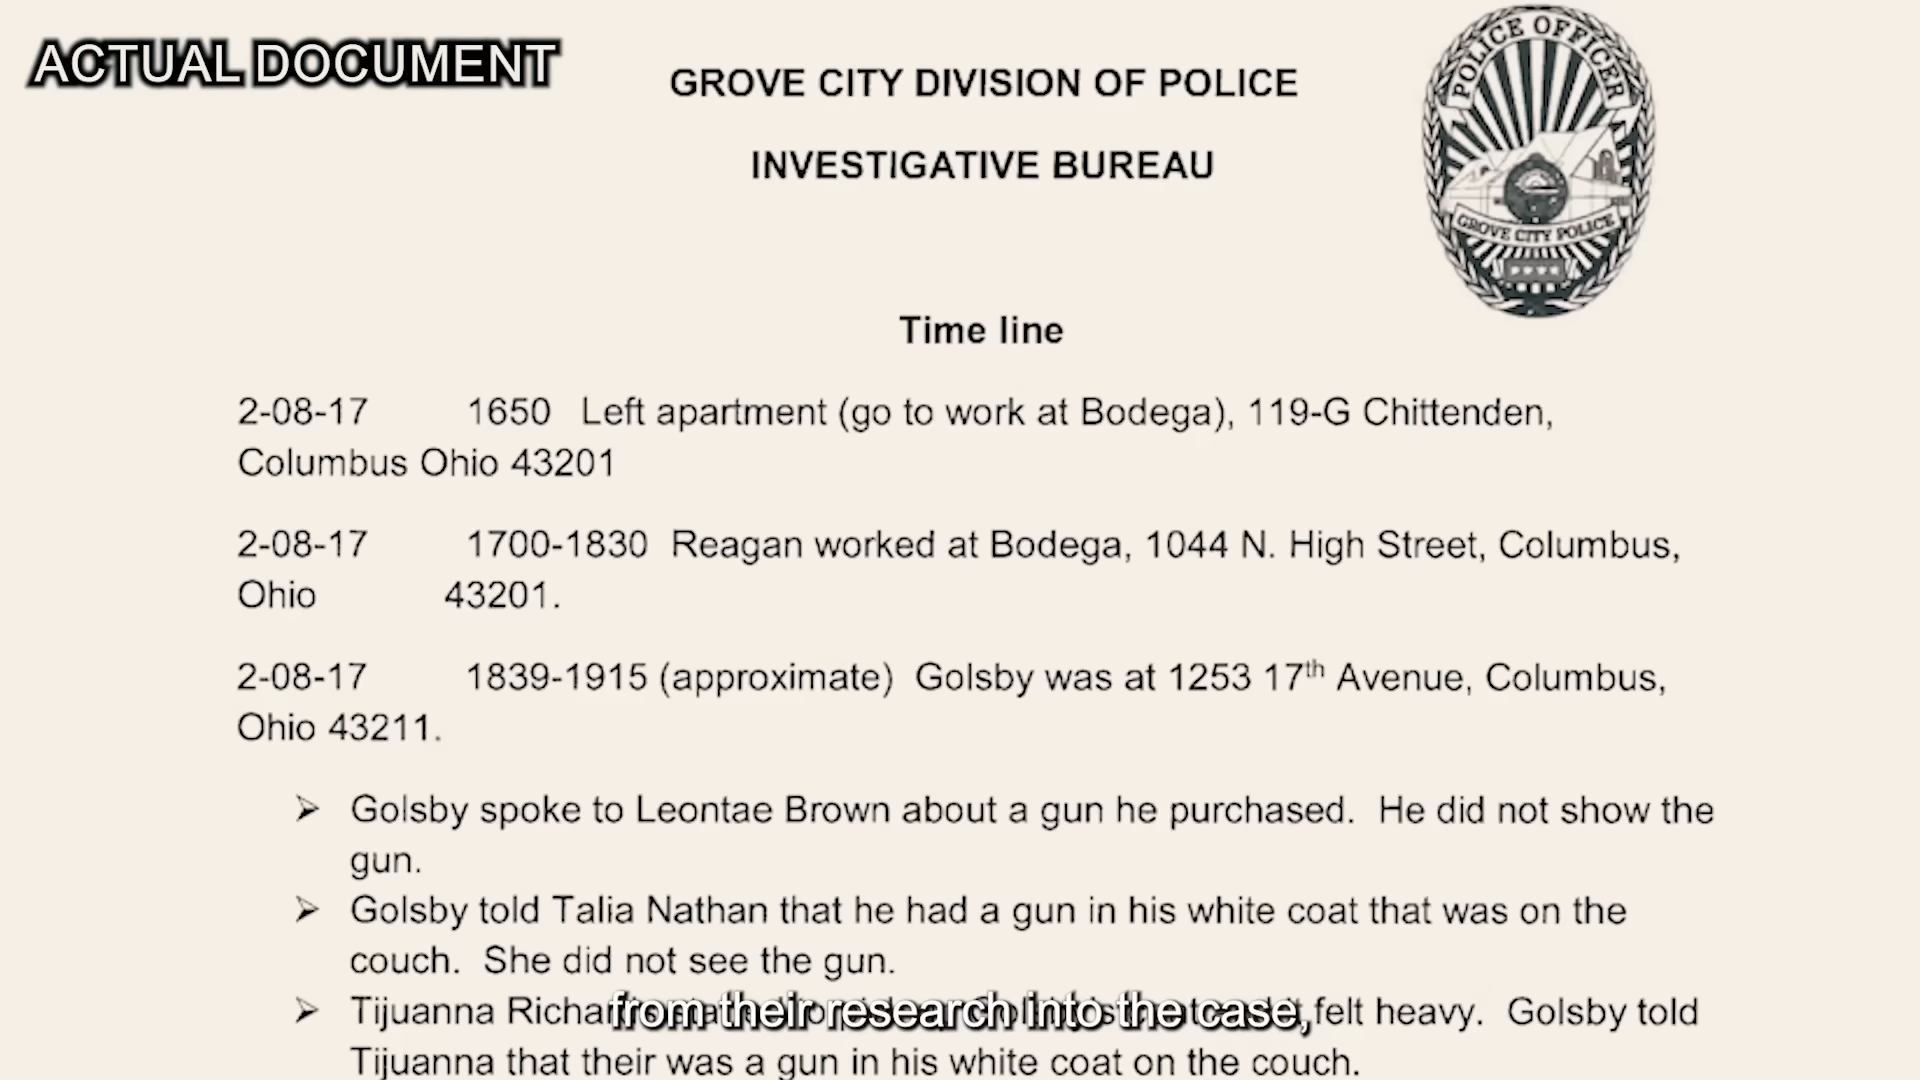 ACTUAL DOCUMENT
GROVE CITY DIVISION OF POLICE
INVESTIGATIVE BUREAU
POLICE OFFICER
GROVE CITY POLICE
Time line
2-08-17 1650 Left apartment (go to work at Bodega), 119-G Chittenden,
Columbus Ohio 43201
2-08-17 1700-1830 Reagan worked at Bodega, 1044 N. High Street, Columbus,
Ohio 43201.
2-08-17 1839-1915 (approximate) Golsby was at 1253 17th Avenue, Columbus,
Ohio 43211.
➢ Golsby spoke to Leontae Brown about a gun he purchased. He did not show the
gun.
➢ Golsby told Talia Nathan that he had a gun in his white coat that was on the
couch. She did not see the gun.
➢ Tijuanna felt heavy. Golsby told
from their research into the case,
Tijuanna that their was a gun in his white coat on the couch.